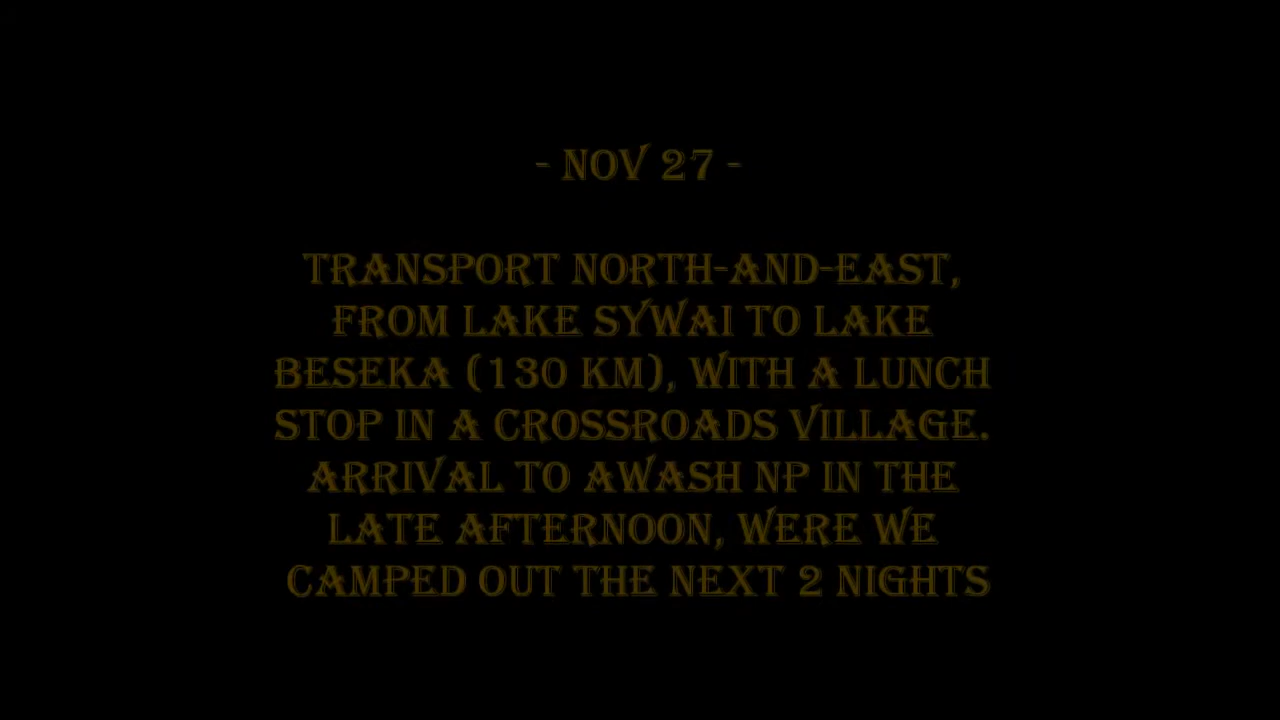 - NOV 27 -
TRANSPORT NORTH-AND-EAST,
FROM LAKE SYWAI TO LAKE
BESEKA (130 KM), WITH A LUNCH
STOP IN A CROSSROADS VILLAGE.
ARRIVAL TO AWASH NP IN THE
LATE AFTERNOON, WERE WE
CAMPED OUT THE NEXT 2 NIGHTS